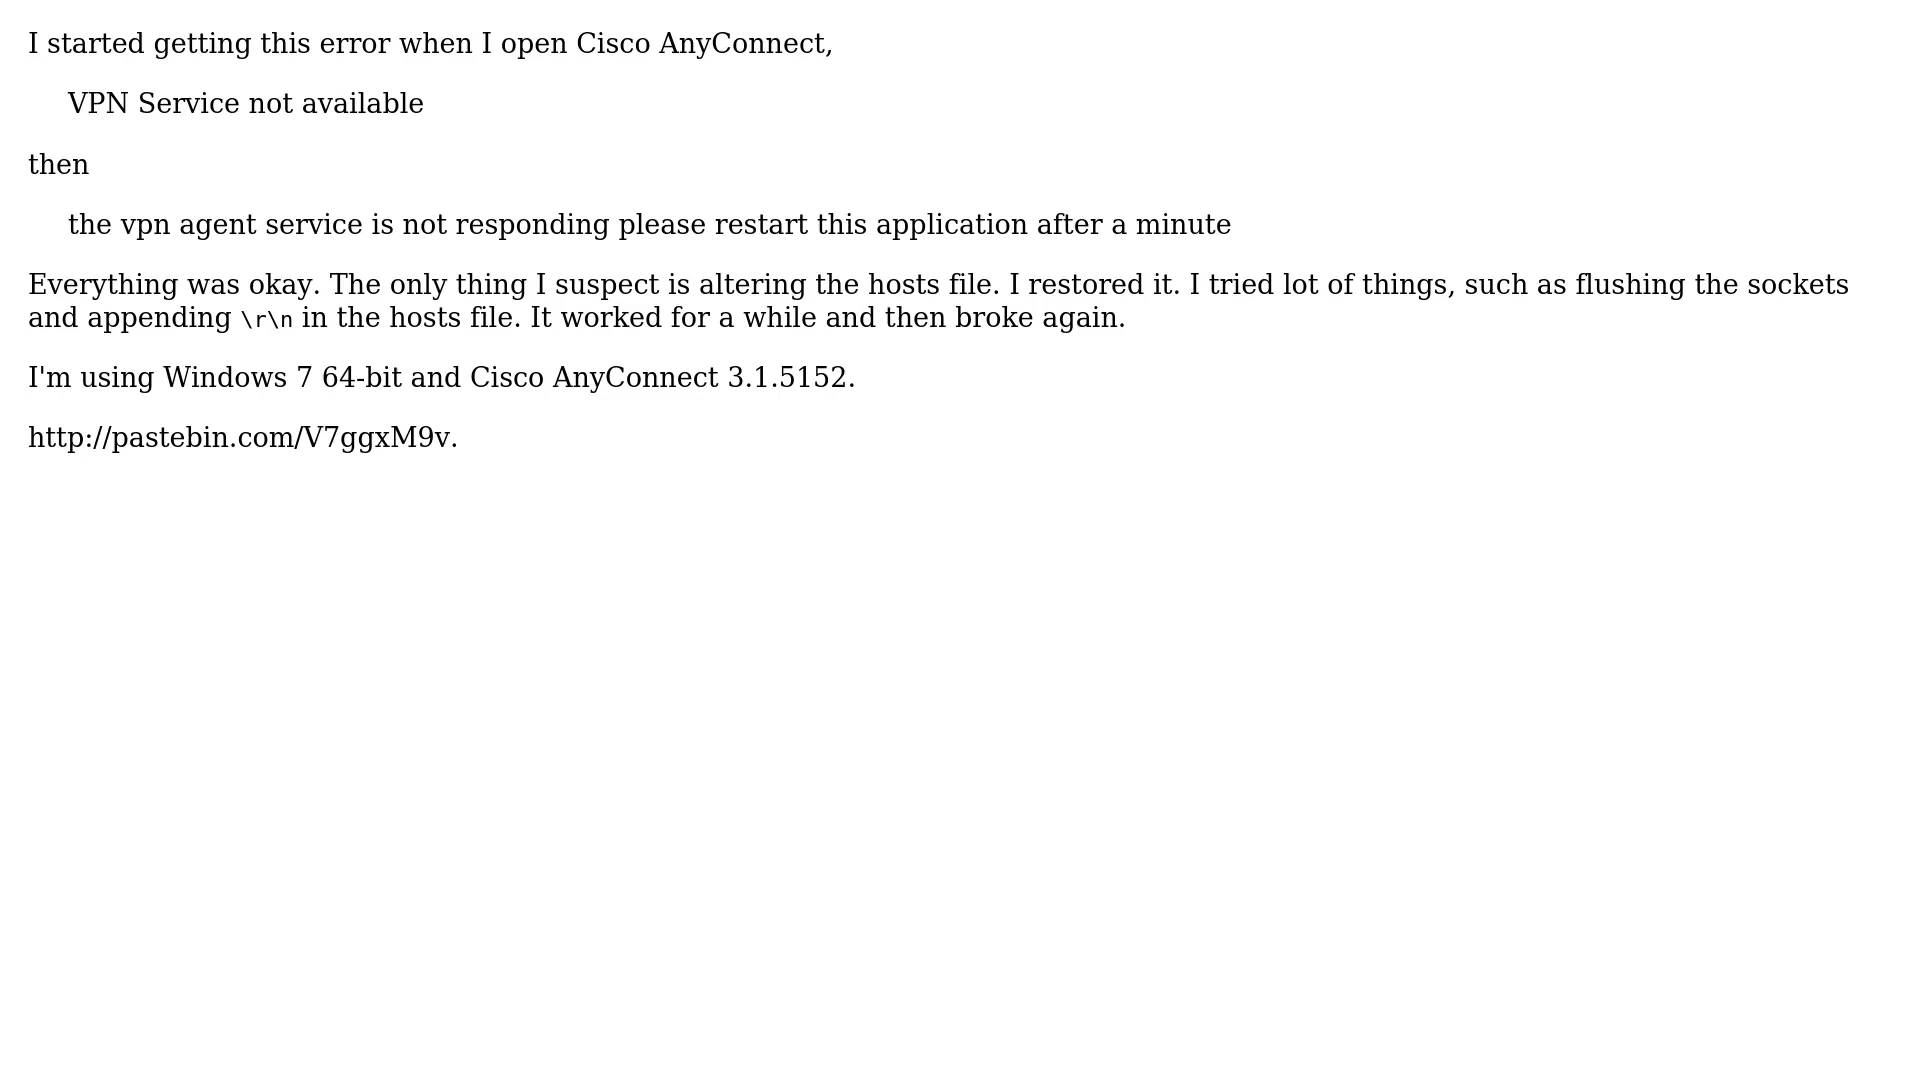 I started getting this error when I open Cisco AnyConnect,
VPN Service not available
then
the vpn agent service is not responding please restart this application after a minute
Everything was okay. The only thing I suspect is altering the hosts file. I restored it. I tried lot of things, such as flushing the sockets
and appending \r\n in the hosts file. It worked for a while and then broke again.
I'm using Windows 7 64-bit and Cisco AnyConnect 3.1.5152.
http://pastebin.com/V7ggxM9v.